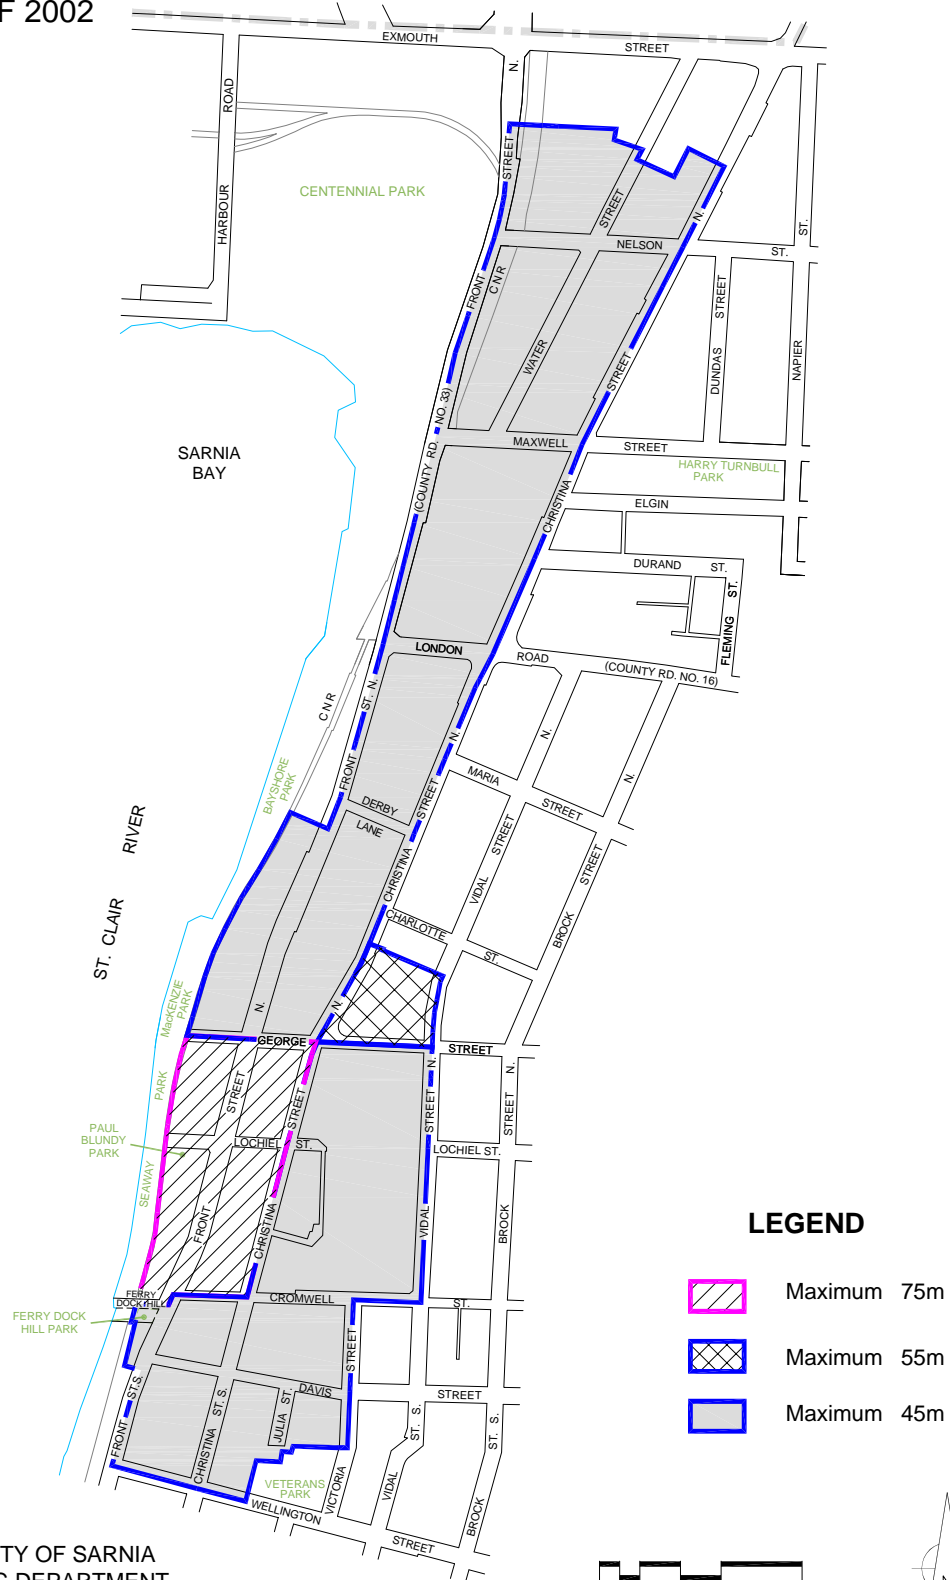 F 2002
EXMOUTH
STREET
N.
HARBOUR ROAD
STREET
CENTENNIAL PARK
STREET
N.
ST.
NELSON
ST.
FRONT
CNR
STREET
WATER
STREET
DUNDAS
NAPIER
(COUNTY RD. NO. 33)
MAXWELL
STREET
SARNIA
BAY
HARRY TURNBULL
PARK
CHRISTINA
ELGIN
DURAND ST.
FLEMING ST.
LONDON
ROAD
(COUNTY RD. NO. 16)
CNR
ST. N.
N.
N.
N.
FRONT
BAYSHORE
PARK
MARIA
STREET
DERBY
LANE
STREET
STREET
STREET
RIVER
ST. CLAIR
CHRISTINA
VIDAL
BROCK
CHARLOTTE
ST.
MacKENZIE
PARK
N.
N.
GEORGE
STREET
N.
N.
PARK
STREET
STREET
STREET
STREET
PAUL
BLUNDY
PARK
LOCHIEL ST.
LOCHIEL ST.
SEAWAY
FRONT
CHRISTINA
VIDAL
BROCK
LEGEND
Maximum 75m
Maximum 55m
Maximum 45m
FERRY
DOCK HILL
CROMWELL
ST.
FERRY DOCK
HILL PARK
STREET
ST.S.
ST. S.
ST.
DAVIS
STREET
ST. S.
ST. S.
FRONT
CHRISTINA
JULIA
VETERANS
PARK
VICTORIA
VIDAL
BROCK
WELLINGTON
STREET
TY OF SARNIA